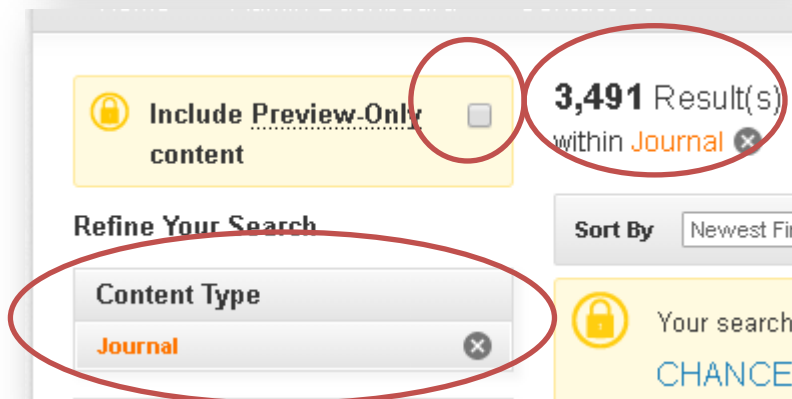 Include Preview-Only
content
3,491 Result(s)
within Journal
Refine Your Search
Sort By
Newest
Content Type
Journal
Your search
CHANCE